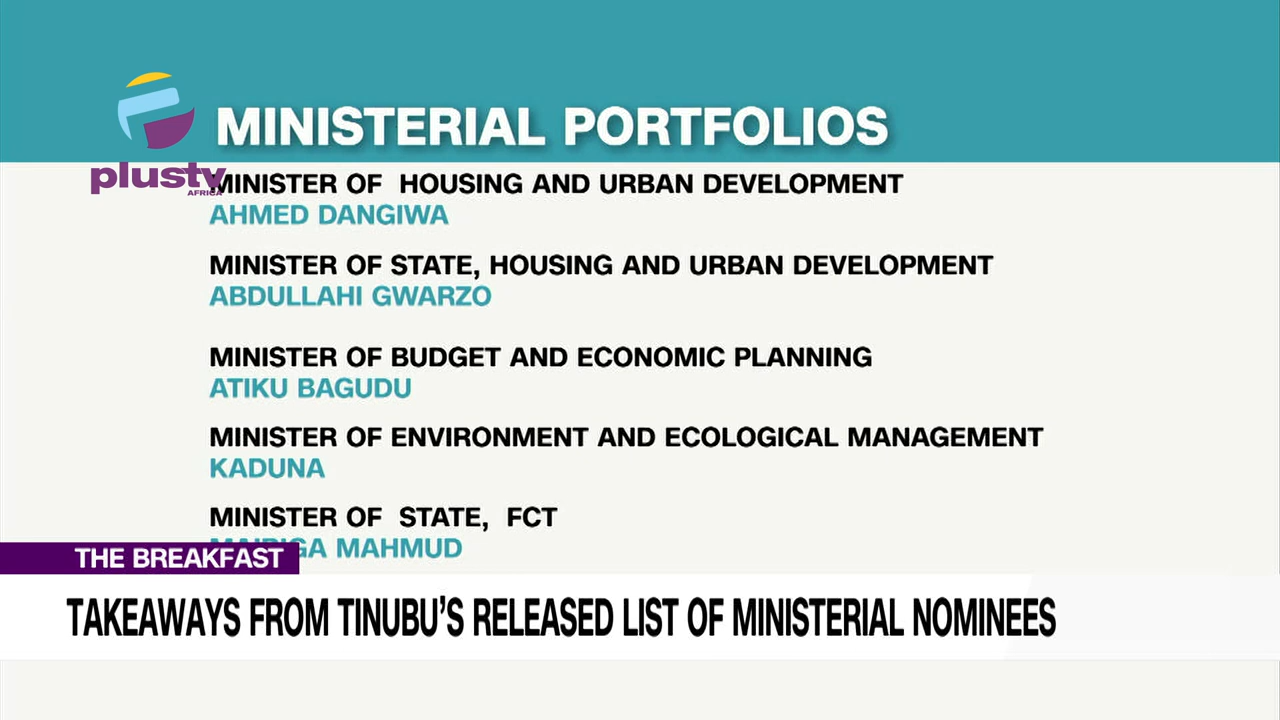 MINISTERIAL PORTFOLIOS
plustv
AFRICA
MINISTER OF HOUSING AND URBAN DEVELOPMENT
AHMED DANGIWA
MINISTER OF STATE, HOUSING AND URBAN DEVELOPMENT
ABDULLAHI GWARZO
MINISTER OF BUDGET AND ECONOMIC PLANNING
ATIKU BAGUDU
MINISTER OF ENVIRONMENT AND ECOLOGICAL MANAGEMENT
KADUNA
MINISTER OF STATE, FCT
MAHMUD
THE BREAKFAST
TAKEAWAYS FROM TINUBU'S RELEASED LIST OF MINISTERIAL NOMINEES